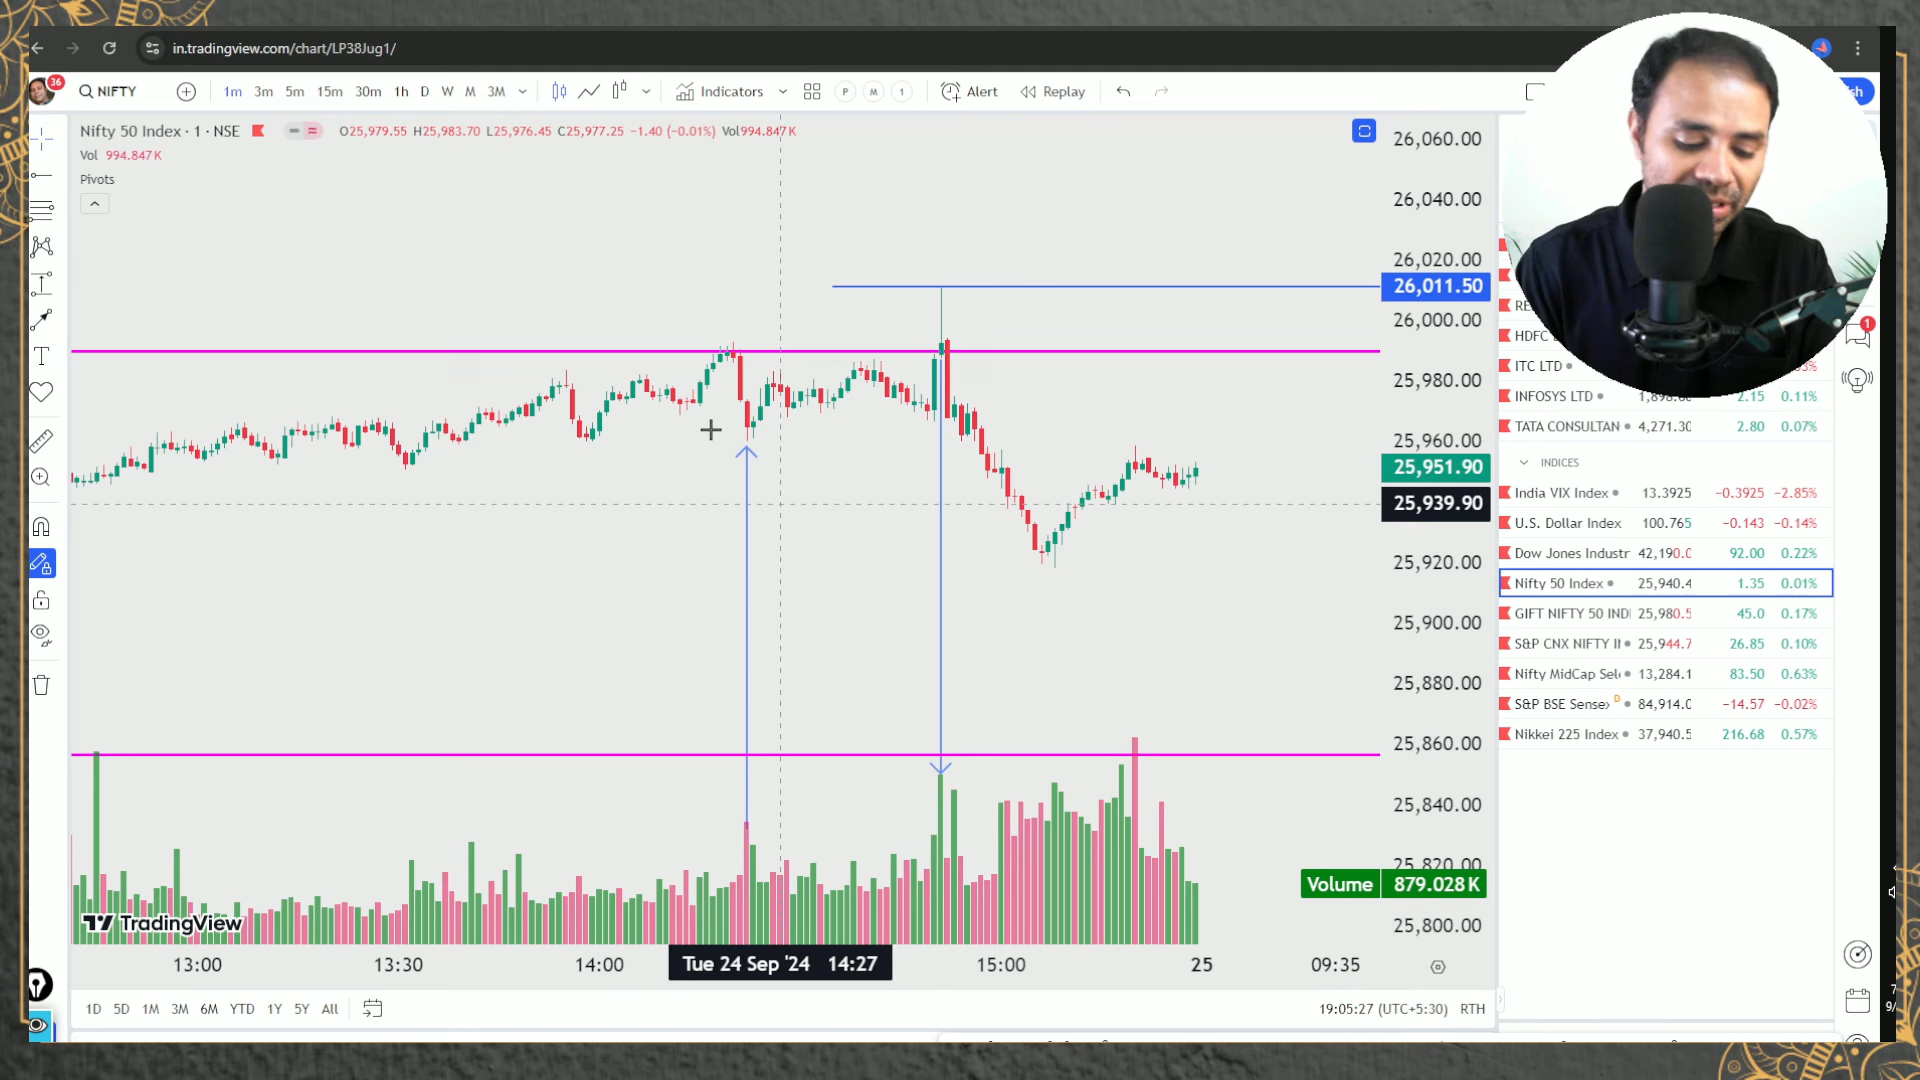 in.tradingview.com/chart/LP38Jug1/
36
NIFTY
1m 3m 5m 15m 30m 1h D W M 3M
Indicators
P M 1
Alert
Replay
Nifty 50 Index · 1 · NSE
O25,979.55 H25,983.70 L25,976.45 C25,977.25 −1.40 (−0.01%) Vol994.847K
Vol 994.847K
Pivots
26,060.00
26,040.00
26,020.00
26,011.50
26,000.00
25,980.00
25,960.00
25,951.90
25,939.90
25,920.00
25,900.00
25,880.00
25,860.00
25,840.00
25,820.00
Volume 879.028K
25,800.00
TradingView
13:00 13:30 14:00 Tue 24 Sep '24 14:27 15:00 25 09:35
1D 5D 1M 3M 6M YTD 1Y 5Y All
19:05:27 (UTC+5:30) RTH
HDFC
ITC LTD
INFOSYS LTD 2.15 0.11%
TATA CONSULTAN 4,271.30 2.80 0.07%
INDICES
India VIX Index 13.3925 −0.3925 −2.85%
U.S. Dollar Index 100.765 −0.143 −0.14%
Dow Jones Industr 42,190.0 92.00 0.22%
Nifty 50 Index 25,940.4 1.35 0.01%
GIFT NIFTY 50 IND 25,980.5 45.0 0.17%
S&P CNX NIFTY IN 25,944.7 26.85 0.10%
Nifty MidCap Sel 13,284.1 83.50 0.63%
S&P BSE Sensex D 84,914.0 −14.57 −0.02%
Nikkei 225 Index 37,940.5 216.68 0.57%
1